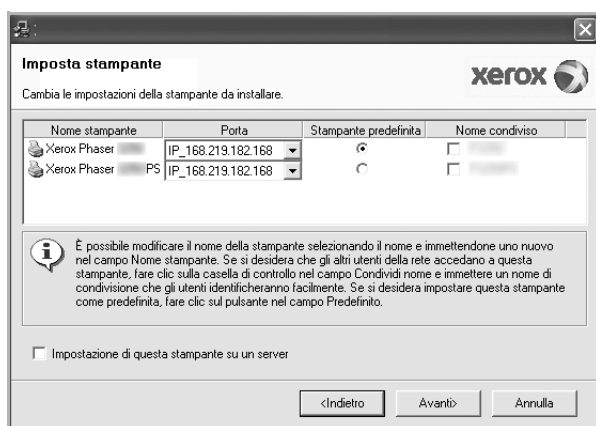 Imposta stampante
xerox
Cambia le impostazioni della stampante da installare.
Nome stampante Porta Stampante predefinita Nome condiviso
Xerox Phaser IP_168.219.182.168
Xerox Phaser PS IP_168.219.182.168
È possibile modificare il nome della stampante selezionando il nome e immettendone uno nuovo
nel campo Nome stampante. Se si desidera che gli altri utenti della rete accedano a questa
stampante, fare clic sulla casella di controllo nel campo Condividi nome e immettere un nome di
condivisione che gli utenti identificheranno facilmente. Se si desidera impostare questa stampante
come predefinita, fare clic sul pulsante nel campo Predefinito.
Impostazione di questa stampante su un server
<Indietro Avanti> Annulla